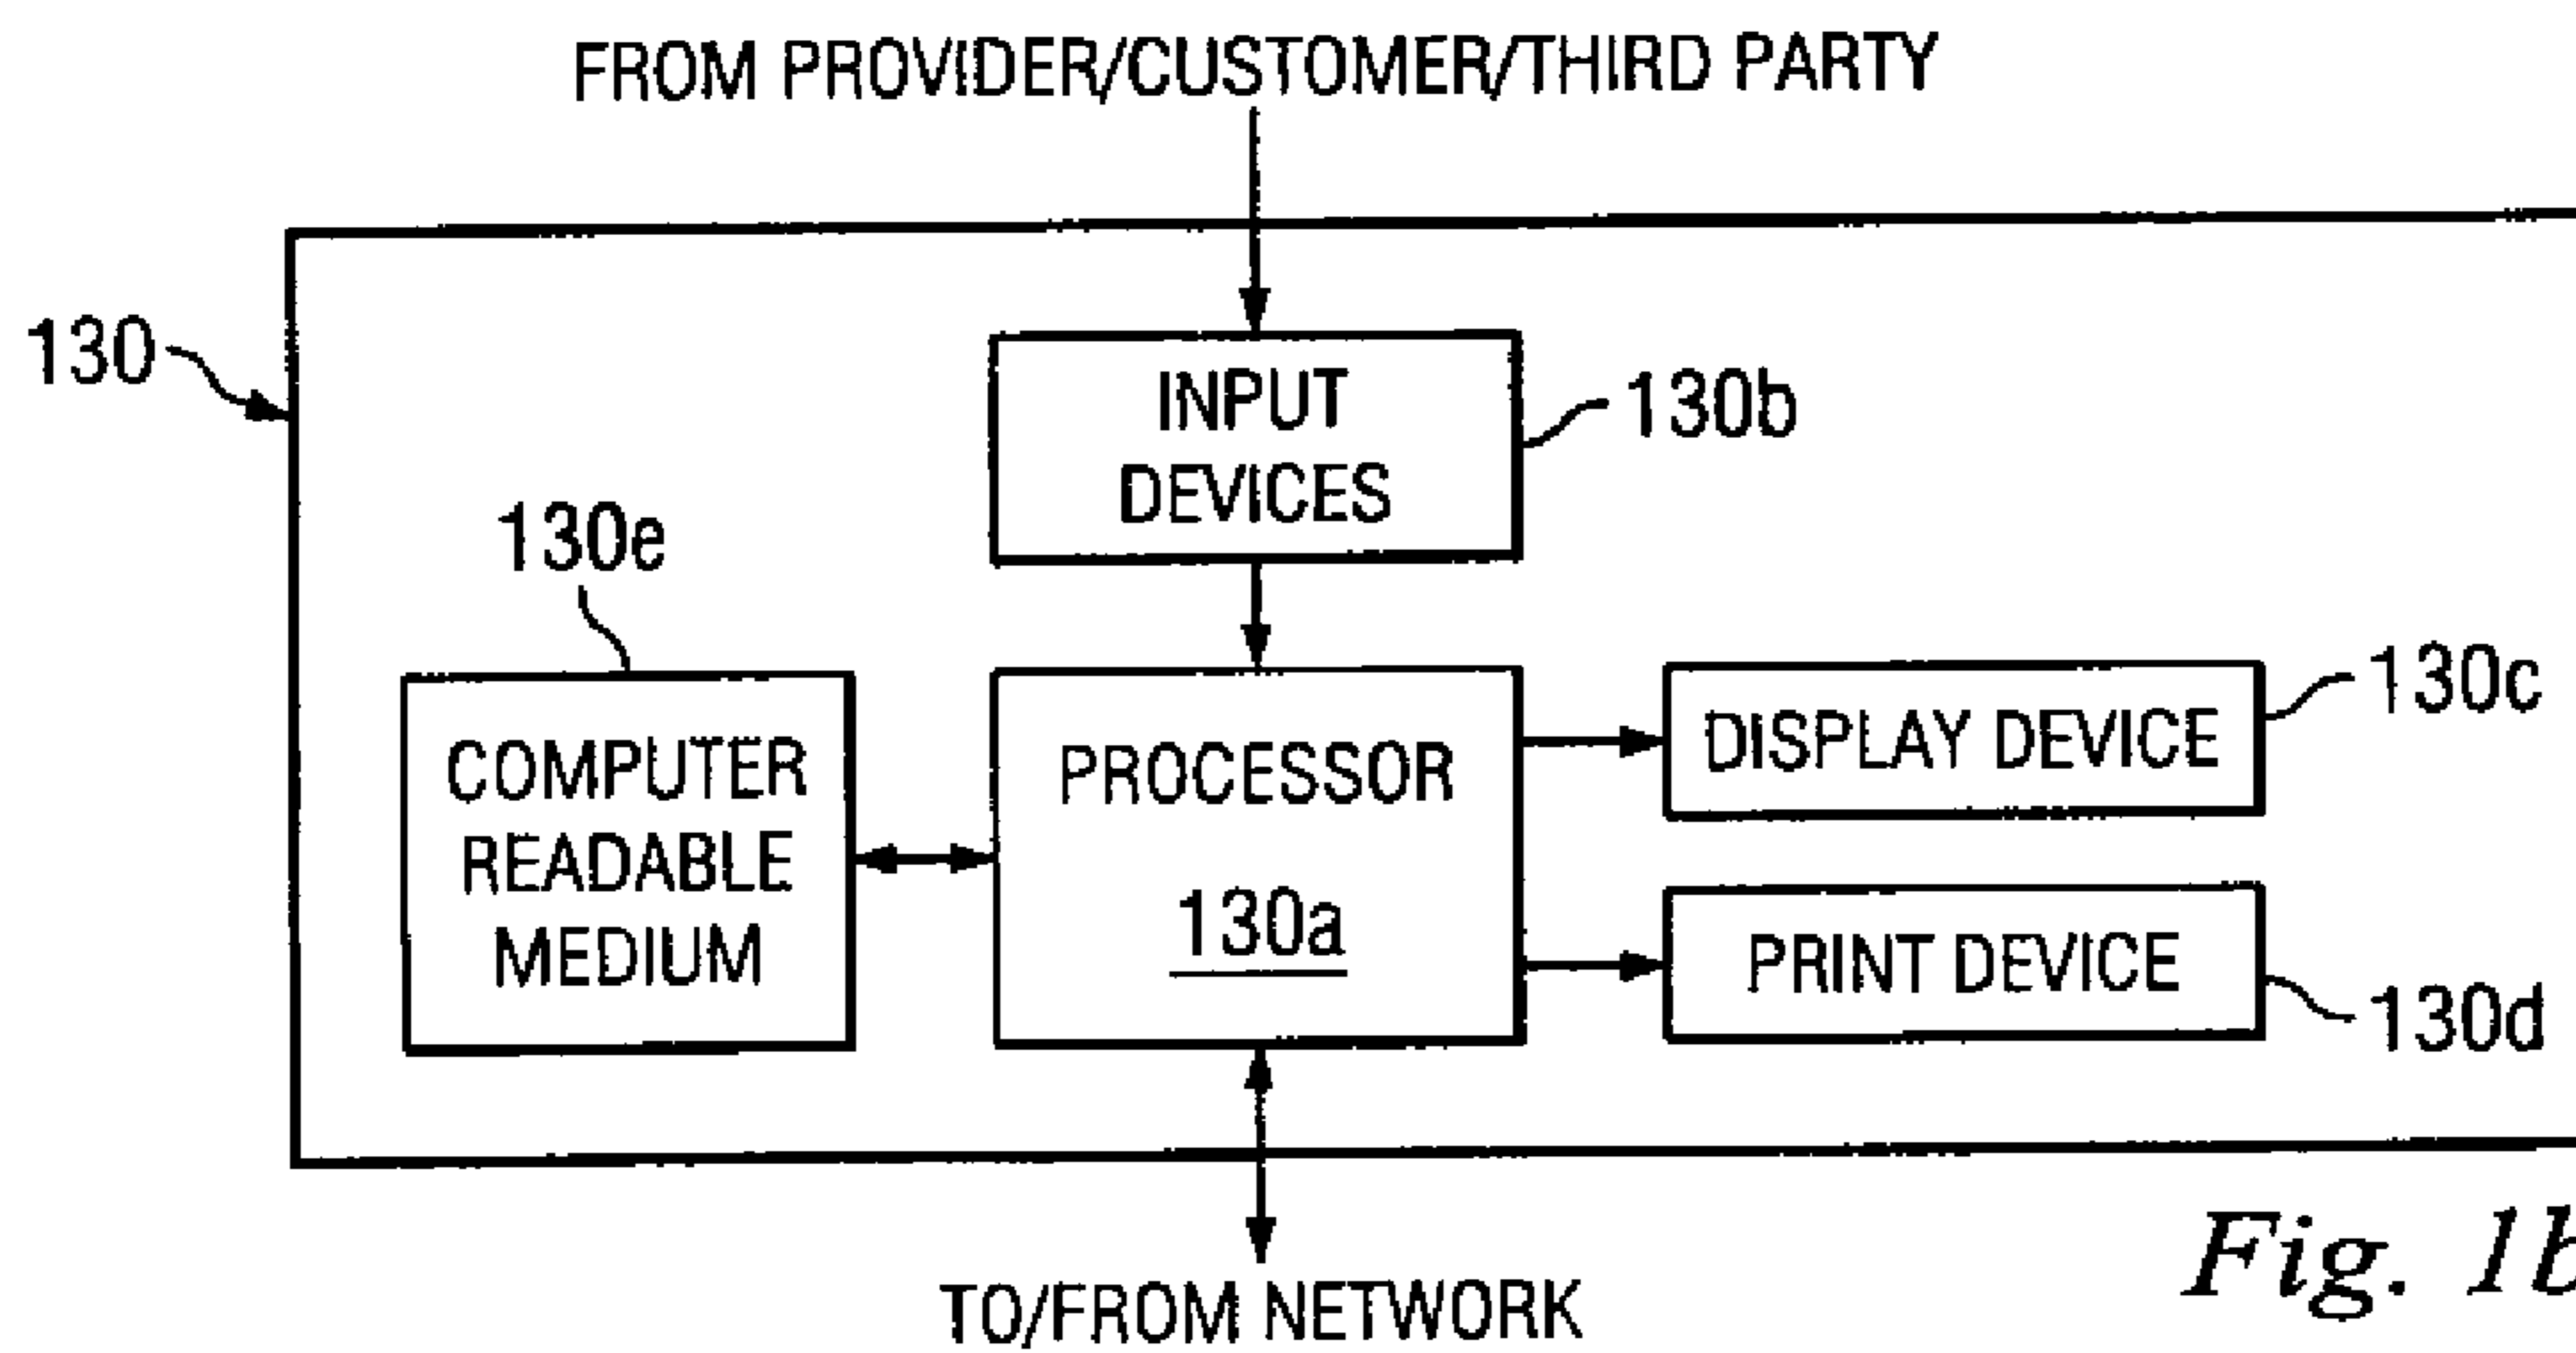 FROM PROVIDER/CUSTOMER/THIRD PARTY
130
INPUT
DEVICES
130b
130e
COMPUTER
READABLE
MEDIUM
PROCESSOR
130a
DISPLAY DEVICE
130c
PRINT DEVICE
130d
TO/FROM NETWORK
Fig. 1b